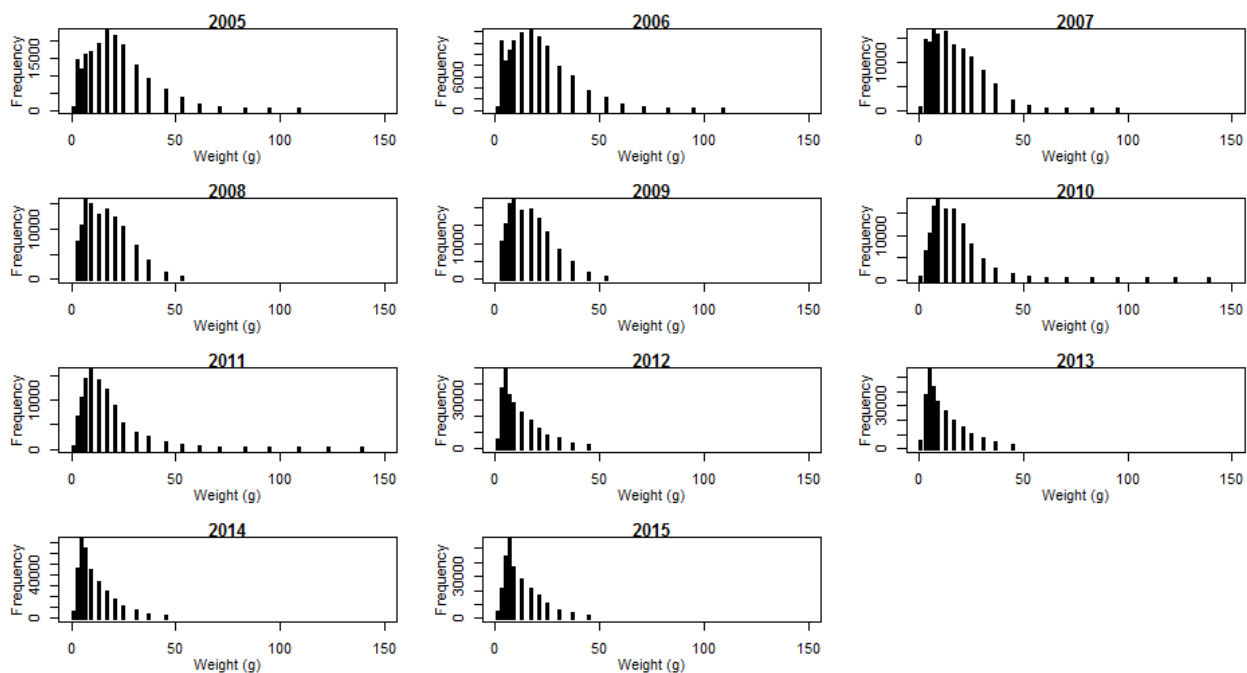 2005
Frequency
0 15000
0 50 100 150
Weight (g)
2006
Frequency
0 6000
0 50 100 150
Weight (g)
2007
Frequency
0 10000
0 50 100 150
Weight (g)
2008
Frequency
0 10000
0 50 100 150
Weight (g)
2009
Frequency
0 10000
0 50 100 150
Weight (g)
2010
Frequency
0 10000
0 50 100 150
Weight (g)
2011
Frequency
0 10000
0 50 100 150
Weight (g)
2012
Frequency
0 30000
0 50 100 150
Weight (g)
2013
Frequency
0 30000
0 50 100 150
Weight (g)
2014
Frequency
0 40000
0 50 100 150
Weight (g)
2015
Frequency
0 30000
0 50 100 150
Weight (g)